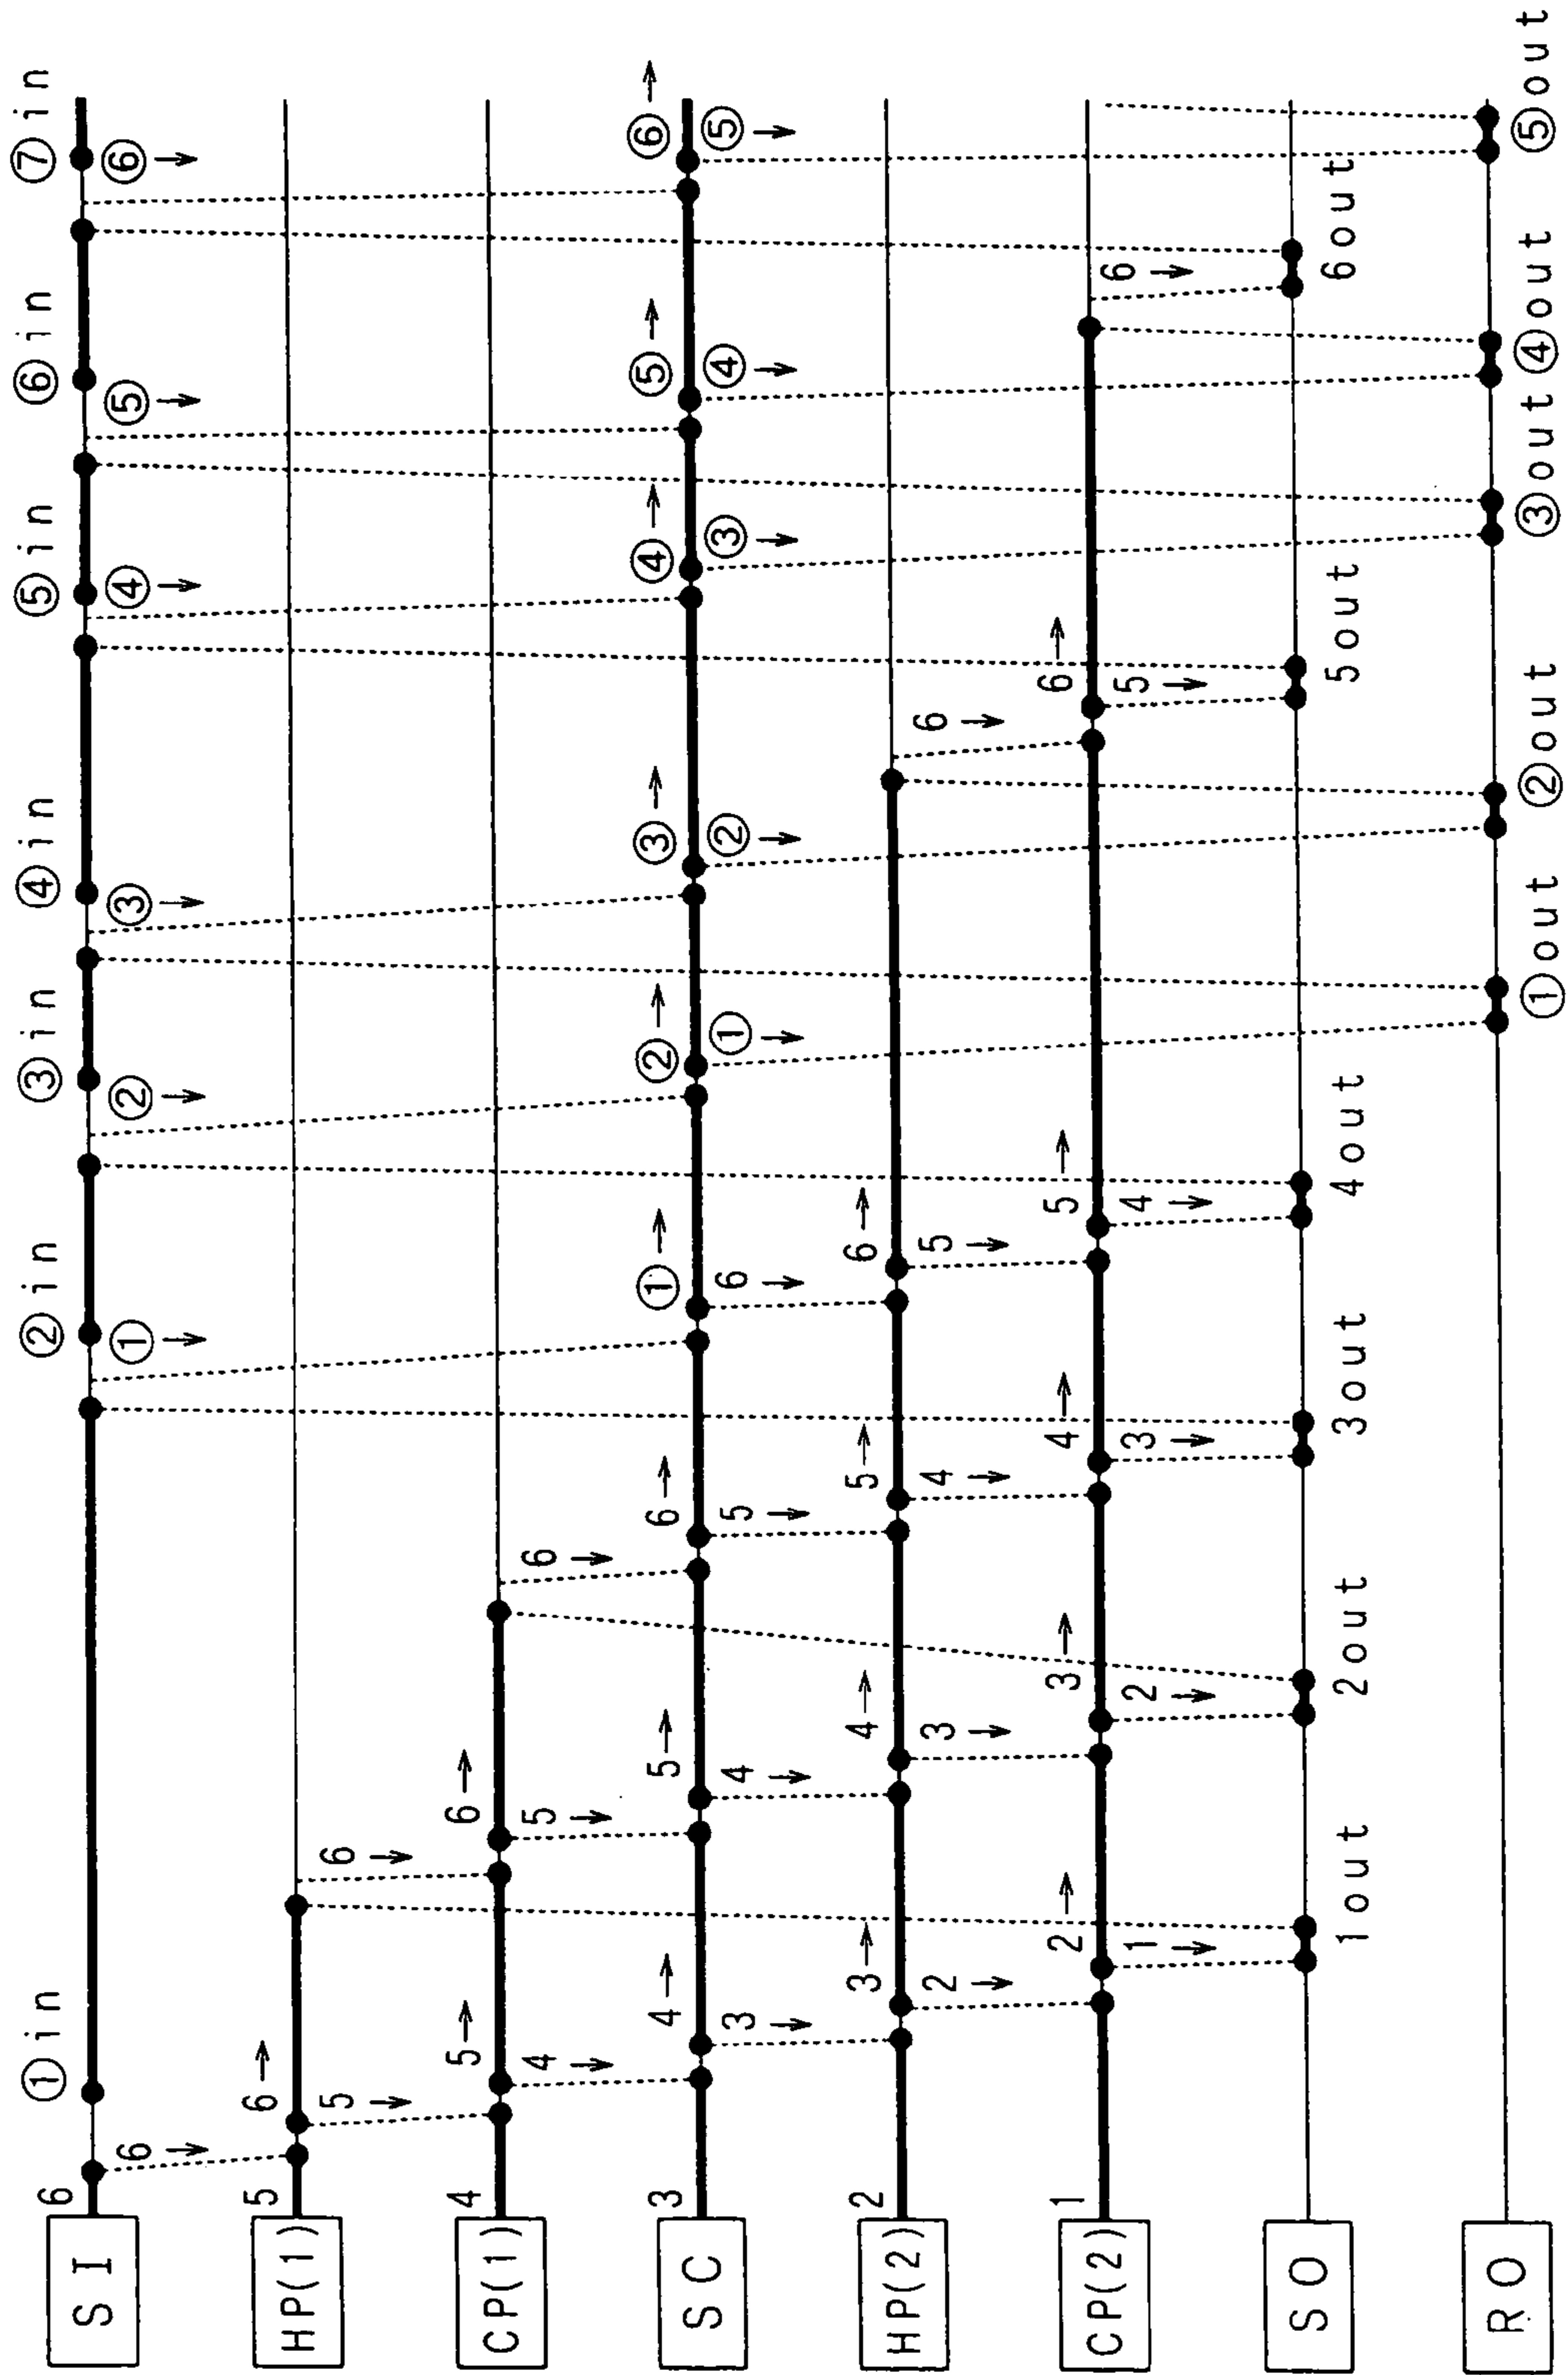 ①in ②in ③in ④in ⑤in ⑥in ⑦in
SI 6 6↓ ①↓ ②↓ ③↓ ④↓ ⑤↓ ⑥↓
HP(1) 5 6→ 5↓ 6↓
CP(1) 4 5→ 4↓ 6→ 5↓ 6↓
SC 3 4→ 3↓ 5→ 4↓ 6→ 5↓ ①→ 6↓ ②→ ①↓ ③→ ②↓ ④→ ③↓ ⑤→ ④↓ ⑥→ ⑤↓
HP(2) 2 3→ 2↓ 4→ 3↓ 5→ 4↓ 6→ 5↓ 6↓
CP(2) 1 2→ 1↓ 3→ 2↓ 4→ 3↓ 5→ 4↓ 6→ 5↓ 6↓
SO 1out 2out 3out 4out 5out 6out
RO ①out ②out ③out ④out ⑤out